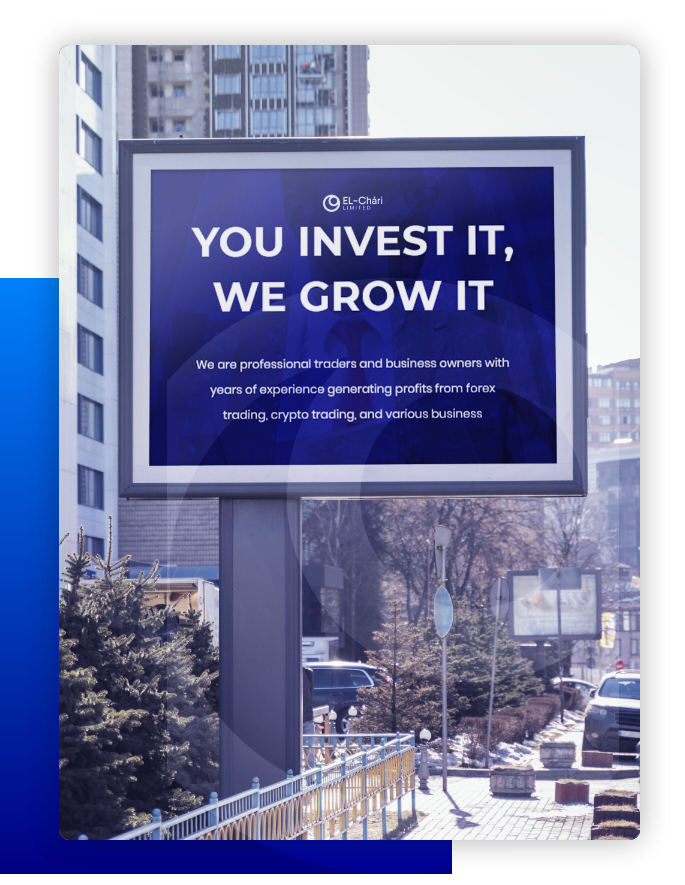 EL-Chári
LIMITED
YOU INVEST IT,
WE GROW IT
We are professional traders and business owners with
years of experience generating profits from forex
trading, crypto trading, and various business